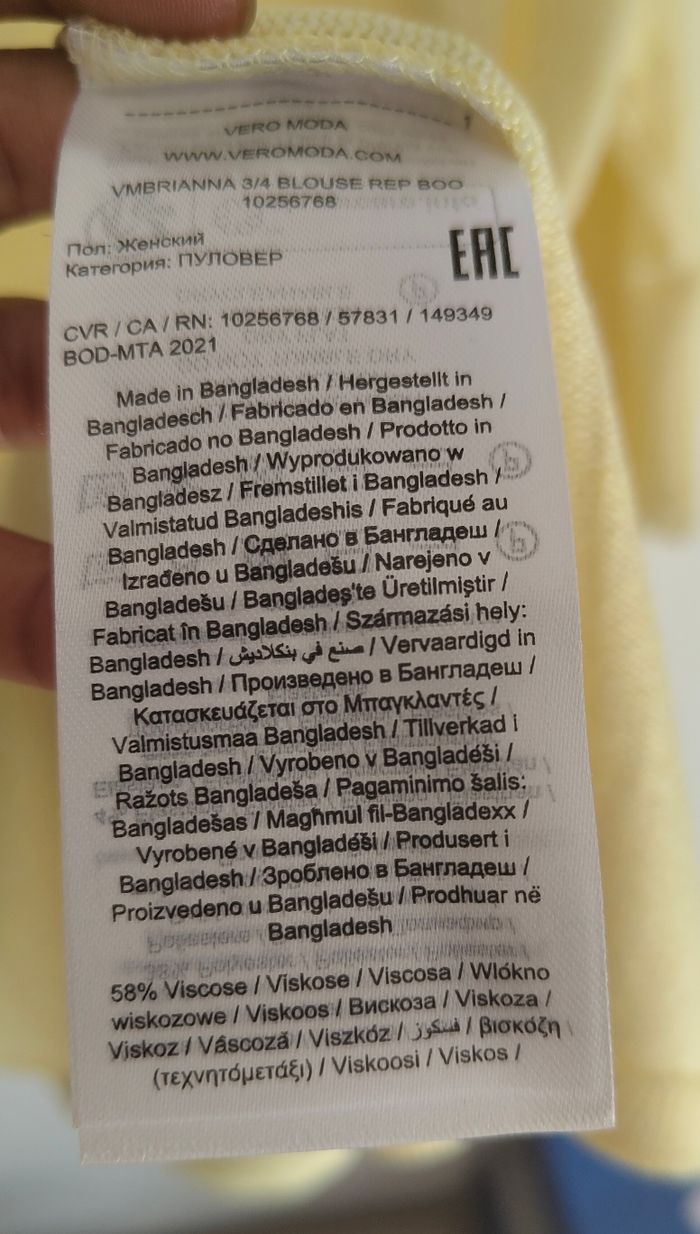 VERO MODA
1
WWW.VEROMODA.COM
VMBRIANNA 3/4 BLOUSE REP BOO
10256768
Пол: Женский
Категория: ПУЛОВЕР
EAC
CVR / CA / RN: 10256768 / 57831 / 149349
BOD-MTA 2021
Made in Bangladesh / Hergestellt in
Bangladesch / Fabricado en Bangladesh /
Fabricado no Bangladesh / Prodotto in
Bangladesh / Wyprodukowano w
Bangladesz / Fremstillet i Bangladesh /
Valmistatud Bangladeshis / Fabriqué au
Bangladesh / Сделано в Бангладеш /
Izrađeno u Bangladešu / Narejeno v
Bangladešu / Bangladeş'te Üretilmiştir /
Fabricat în Bangladesh / Származási hely:
Bangladesh / صنع في بنكلاديش / Vervaardigd in
Bangladesh / Произведено в Бангладеш /
Κατασκευάζεται στο Μπαγκλαντές /
Valmistusmaa Bangladesh / Tillverkad i
Bangladesh / Vyrobeno v Bangladéši /
Ražots Bangladeša / Pagaminimo šalis:
Bangladešas / Magħmul fil-Bangladexx /
Vyrobené v Bangladéši / Produsert i
Bangladesh / Зроблено в Бангладеш /
Proizvedeno u Bangladešu / Prodhuar në
Bangladesh
58% Viscose / Viskose / Viscosa / Wlókno
wiskozowe / Viskoos / Вискоза / Viskoza /
Viskoz / Vâscoză / Viszkóz / فسكوز / βισκόζη
(τεχνητόμετάξι) / Viskoosi / Viskos /